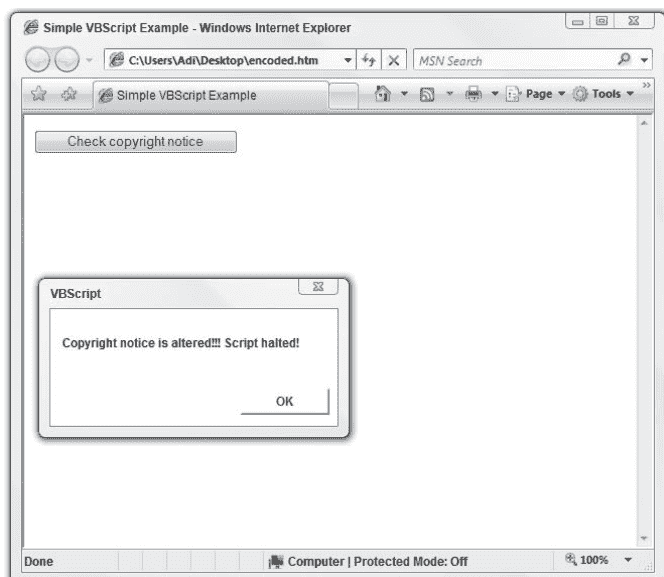 Simple VBScript Example - Windows Internet Explorer
C:\Users\Adi\Desktop\encoded.htm MSN Search
Simple VBScript Example Page Tools
Check copyright notice
VBScript
Copyright notice is altered!!! Script halted!
OK
Done Computer | Protected Mode: Off 100%